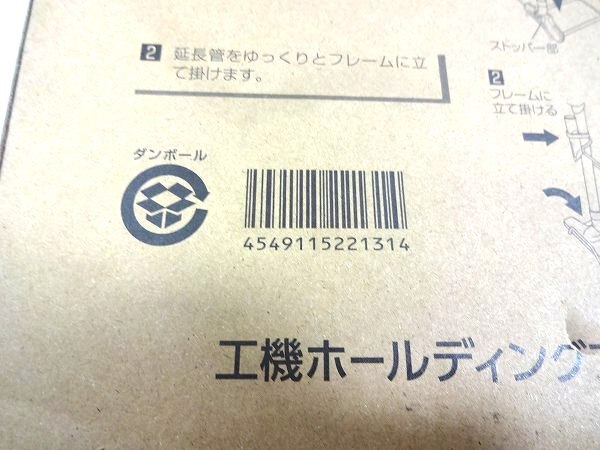 2 延長管をゆっくりとフレームに立
て掛けます。
ストッパー部
2
フレームに
立て掛ける
ダンボール
4549115221314
工機ホールディング